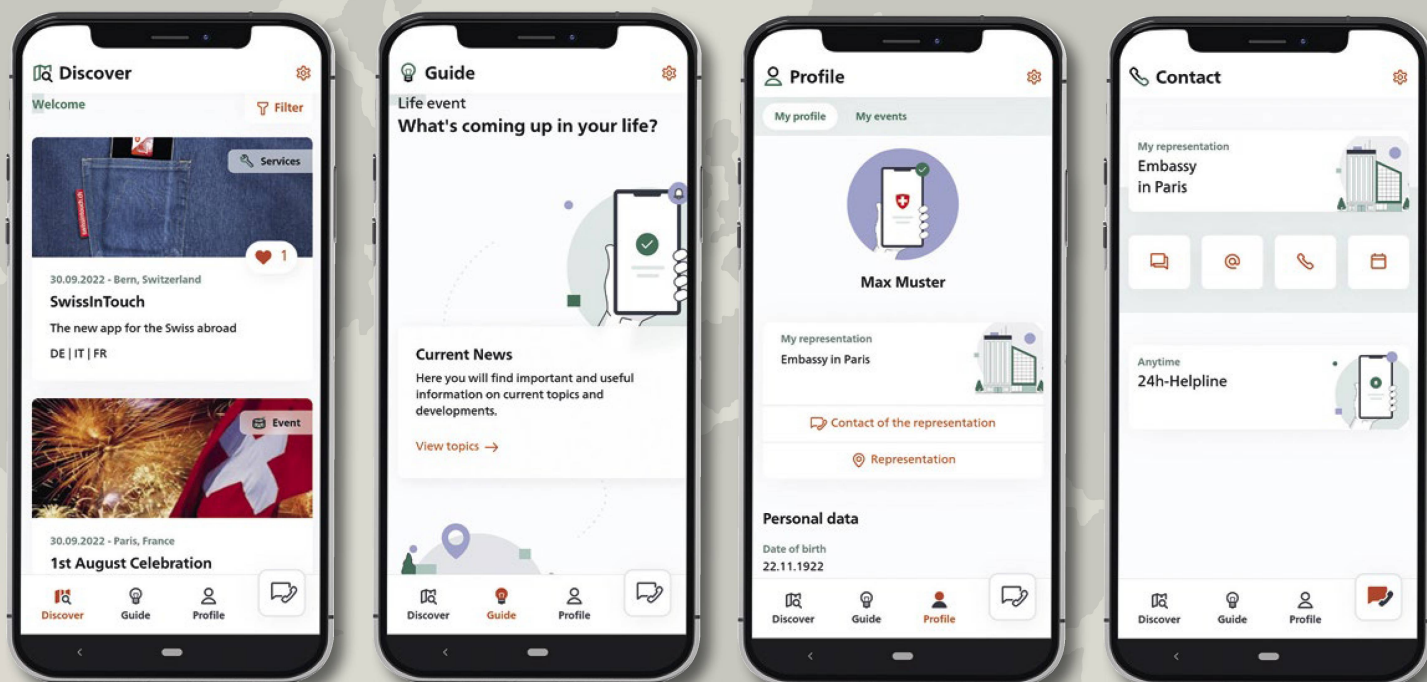 Discover
Welcome
Filter
Services
30.09.2022 - Bern, Switzerland
SwissInTouch
The new app for the Swiss abroad
DE | IT | FR
1
Event
30.09.2022 - Paris, France
1st August Celebration
Discover
Guide
Profile
Guide
Life event
What's coming up in your life?
Current News
Here you will find important and useful
information on current topics and
developments.
View topics →
Discover
Guide
Profile
Profile
My profile
My events
Max Muster
My representation
Embassy in Paris
Contact of the representation
Representation
Personal data
Date of birth
22.11.1922
Discover
Guide
Profile
Contact
My representation
Embassy
in Paris
@
Anytime
24h-Helpline
Discover
Guide
Profile